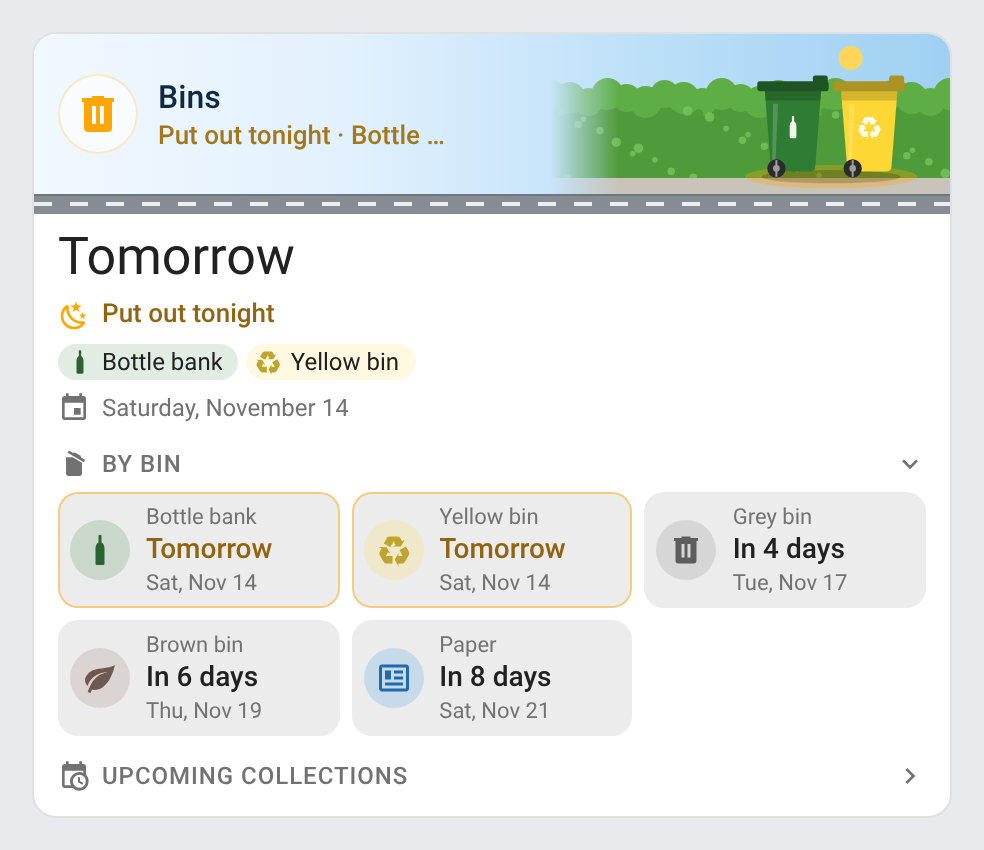 Bins
Put out tonight · Bottle ...
Tomorrow
Put out tonight
Bottle bank
Yellow bin
Saturday, November 14
BY BIN
Bottle bank
Tomorrow
Sat, Nov 14
Yellow bin
Tomorrow
Sat, Nov 14
Grey bin
In 4 days
Tue, Nov 17
Brown bin
In 6 days
Thu, Nov 19
Paper
In 8 days
Sat, Nov 21
UPCOMING COLLECTIONS